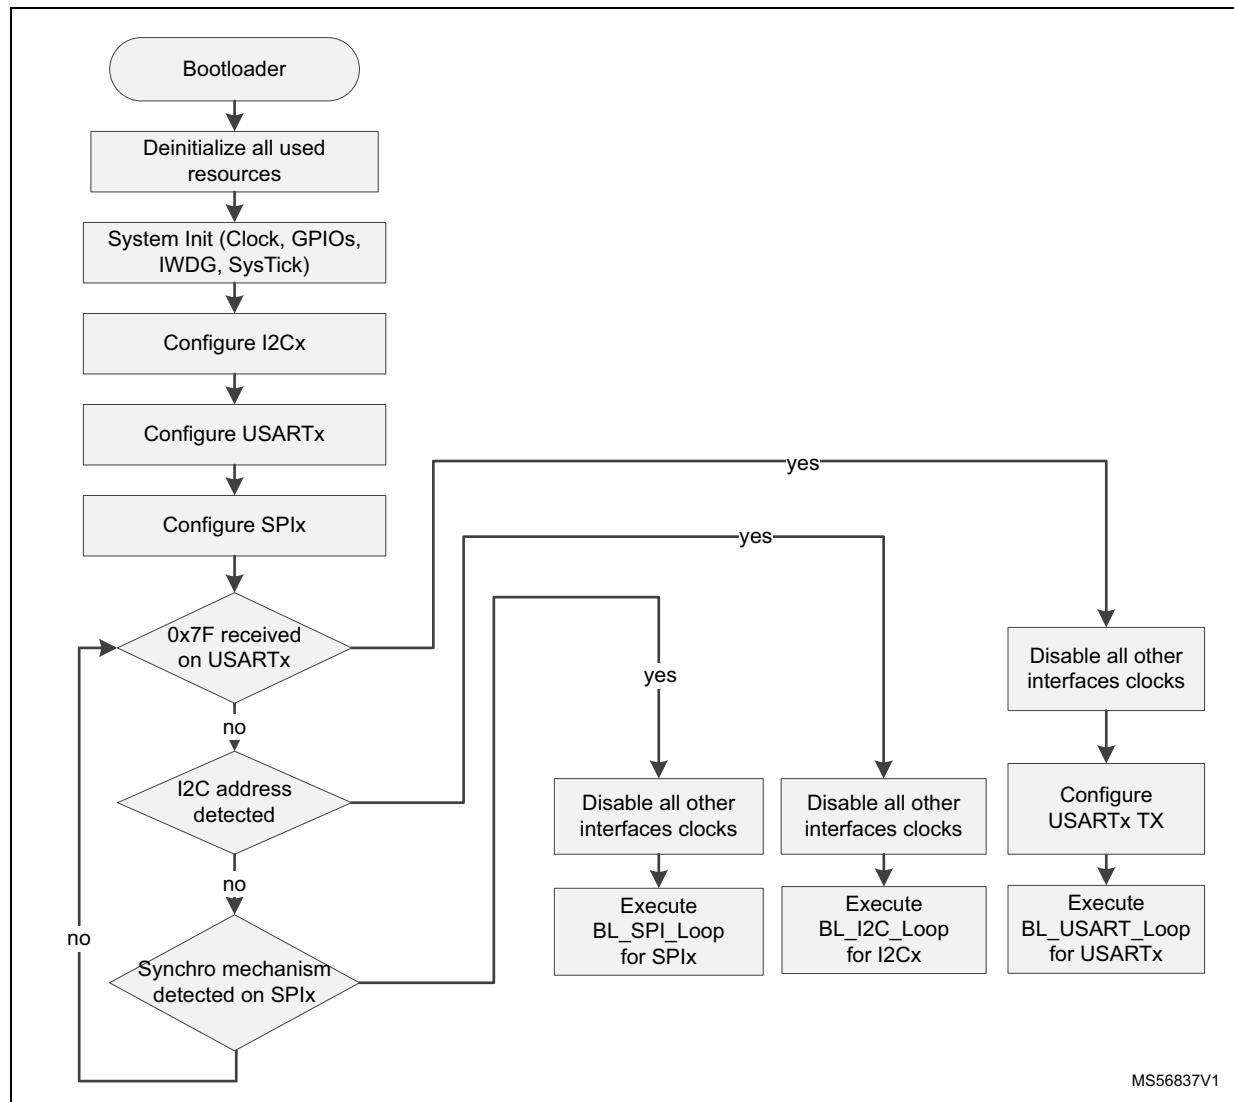 Bootloader
Deinitialize all used
resources
System Init (Clock, GPIOs,
IWDG, SysTick)
Configure I2Cx
Configure USARTx
Configure SPIx
0x7F received
on USARTx
yes
no
I2C address
detected
yes
no
Synchro mechanism
detected on SPIx
yes
no
Disable all other
interfaces clocks
Execute
BL_SPI_Loop
for SPIx
Disable all other
interfaces clocks
Execute
BL_I2C_Loop
for I2Cx
Disable all other
interfaces clocks
Configure
USARTx TX
Execute
BL_USART_Loop
for USARTx
MS56837V1